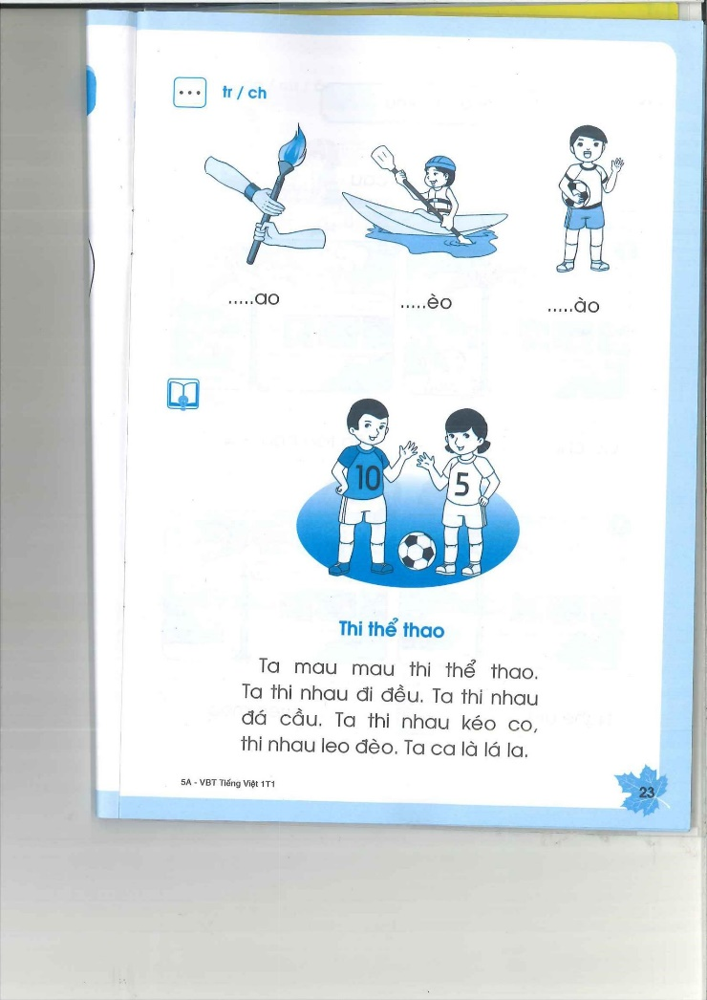 ... tr / ch
.....ao
.....èo
.....ào
10
5
Thi thể thao
Ta mau mau thi thể thao.
Ta thi nhau đi đều. Ta thi nhau
đá cầu. Ta thi nhau kéo co,
thi nhau leo đèo. Ta ca là lá la.
5A - VBT Tiếng Việt 1T1
23